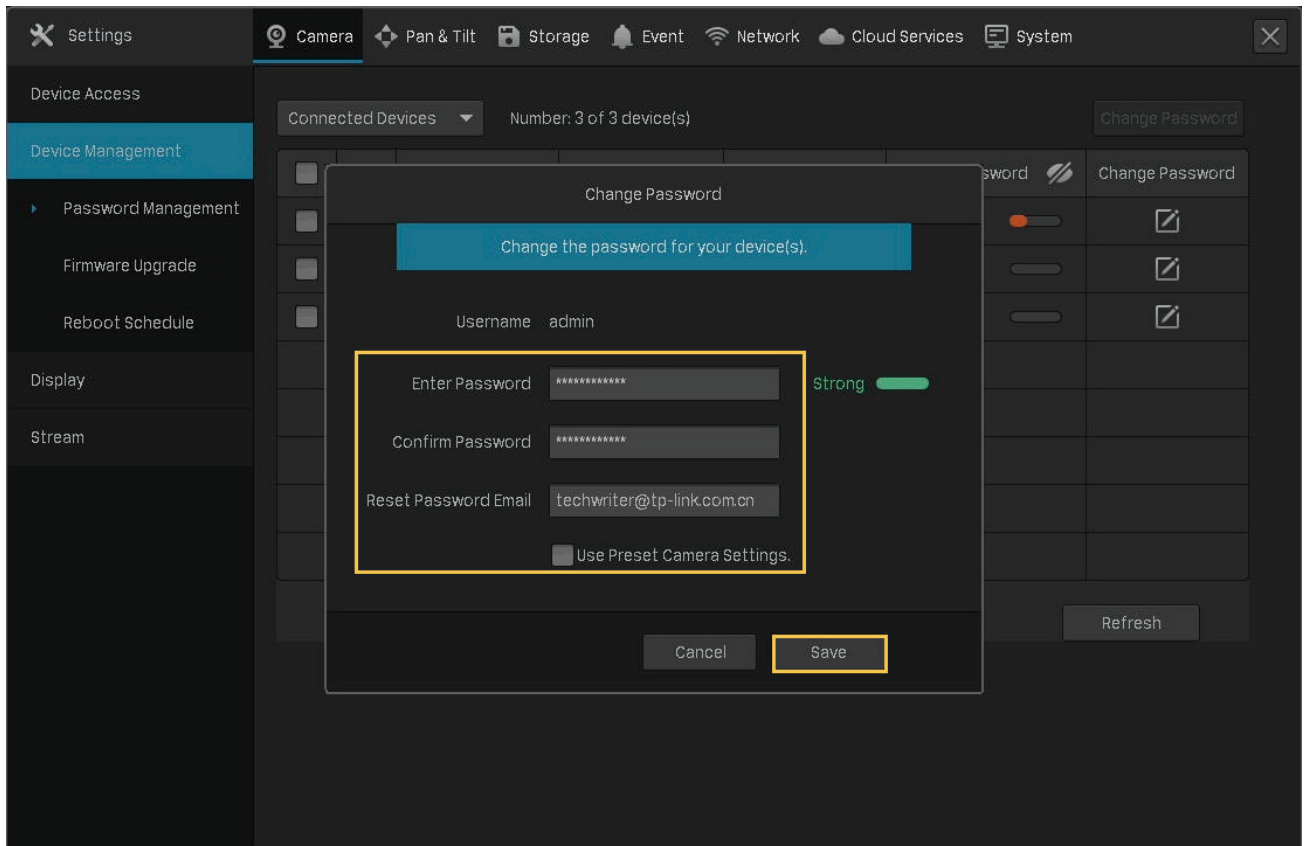 Settings
Camera Pan & Tilt Storage Event Network Cloud Services System
Device Access
Device Management
Password Management
Firmware Upgrade
Reboot Schedule
Display
Stream
Connected Devices Number: 3 of 3 device(s) Change Password
sword Change Password
Change Password
Change the password for your device(s).
Username admin
Enter Password ************ Strong
Confirm Password ************
Reset Password Email techwriter@tp-link.com.cn
Use Preset Camera Settings.
Cancel Save
Refresh